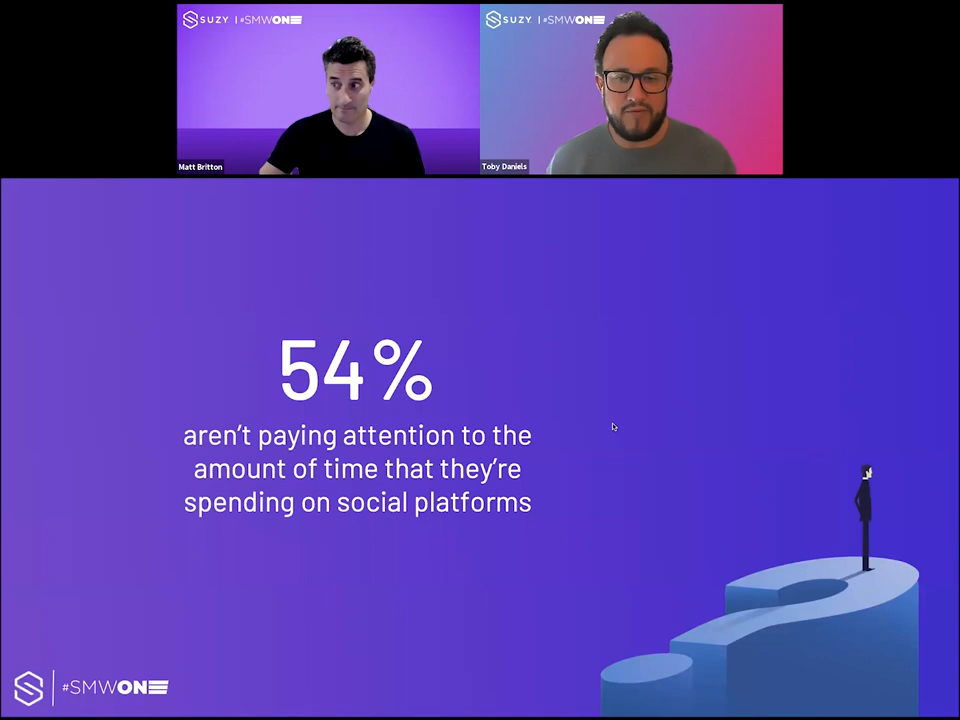 SUZY | #SMWONE
SUZY | #SMWONE
Matt Britton
Toby Daniels
54%
aren't paying attention to the
amount of time that they're
spending on social platforms
#SMWONE